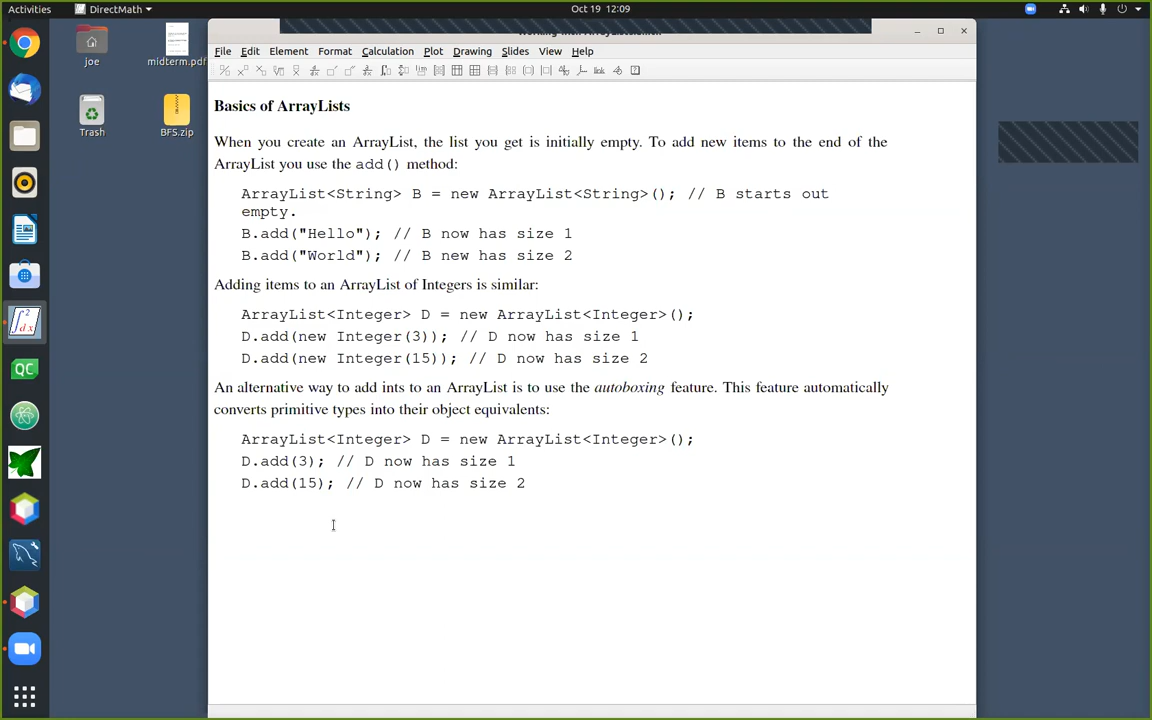 Activities
DirectMath
Oct 19 12:09
joe
midterm.pdf
Trash
BFS.zip
File Edit Element Format Calculation Plot Drawing Slides View Help
Basics of ArrayLists
When you create an ArrayList, the list you get is initially empty. To add new items to the end of the
ArrayList you use the add() method:
ArrayList<String> B = new ArrayList<String>(); // B starts out
empty.
B.add("Hello"); // B now has size 1
B.add("World"); // B new has size 2
Adding items to an ArrayList of Integers is similar:
ArrayList<Integer> D = new ArrayList<Integer>();
D.add(new Integer(3)); // D now has size 1
D.add(new Integer(15)); // D now has size 2
An alternative way to add ints to an ArrayList is to use the autoboxing feature. This feature automatically
converts primitive types into their object equivalents:
ArrayList<Integer> D = new ArrayList<Integer>();
D.add(3); // D now has size 1
D.add(15); // D now has size 2
QC